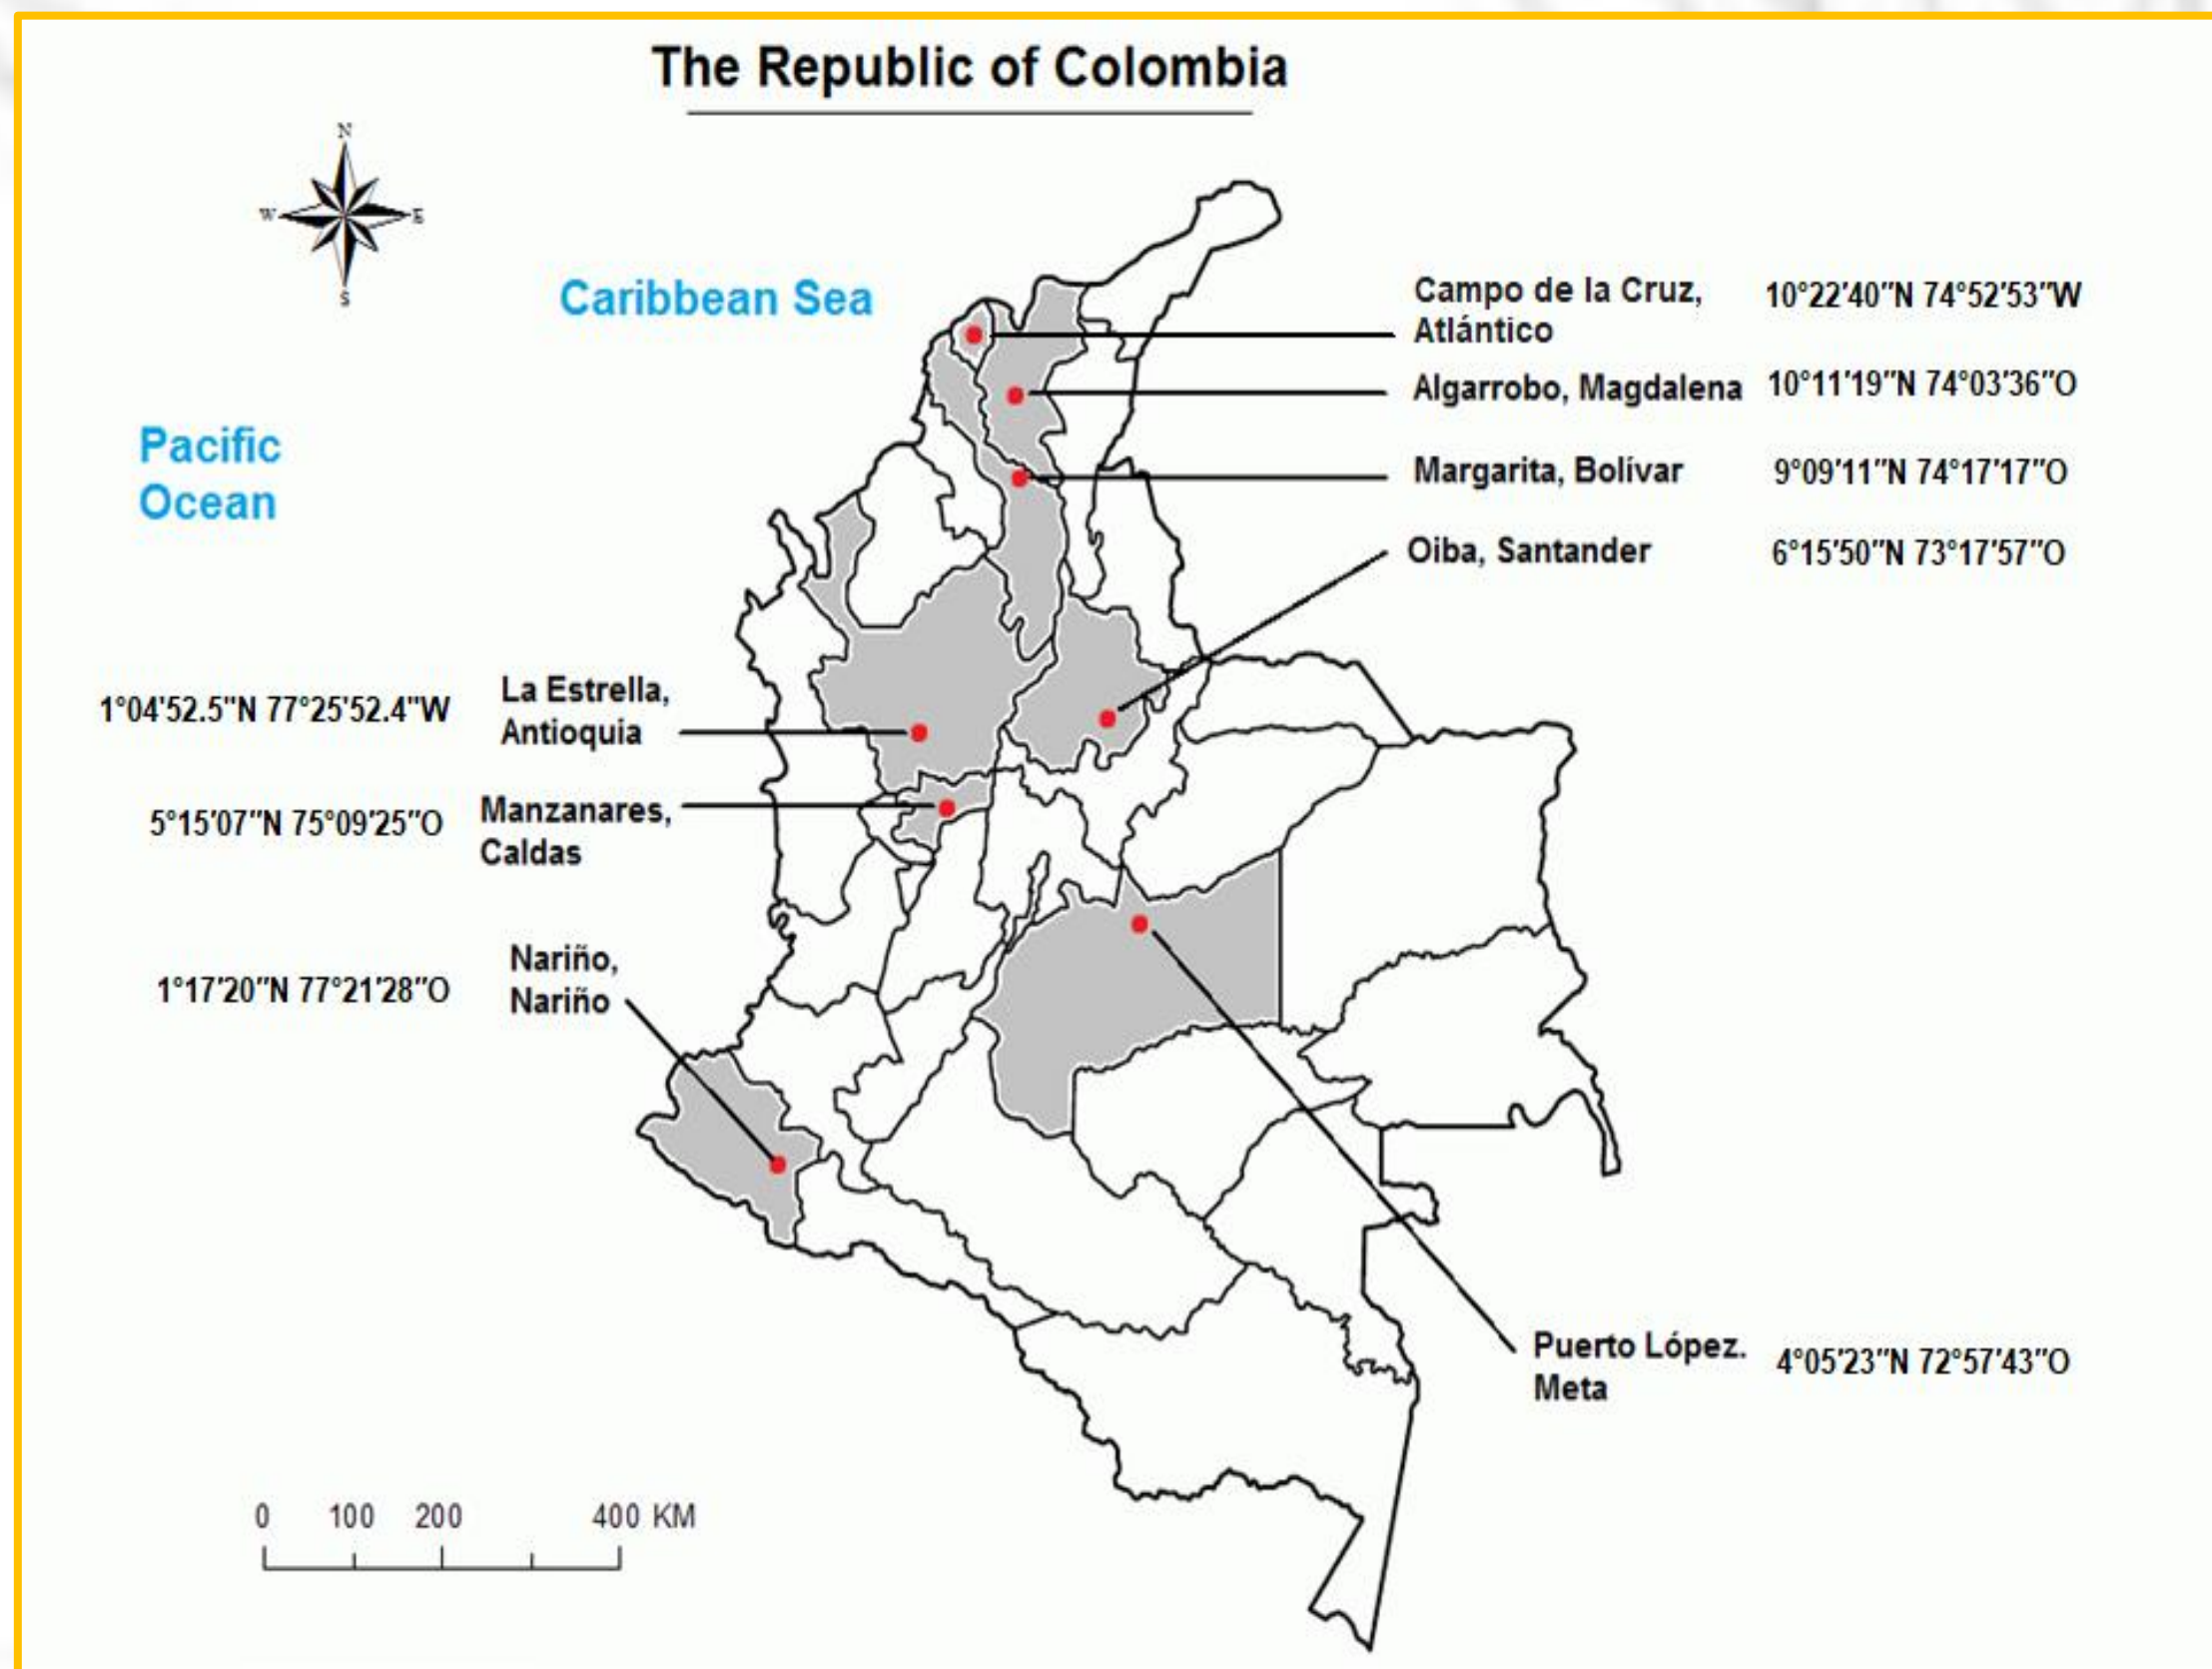 The Republic of Colombia
N
W
E
S
Caribbean Sea
Pacific
Ocean
Campo de la Cruz,
Atlántico
10°22'40"N 74°52'53"W
Algarrobo, Magdalena
10°11'19"N 74°03'36"O
Margarita, Bolívar
9°09'11"N 74°17'17"O
Oiba, Santander
6°15'50"N 73°17'57"O
1°04'52.5"N 77°25'52.4"W
La Estrella,
Antioquia
5°15'07"N 75°09'25"O
Manzanares,
Caldas
1°17'20"N 77°21'28"O
Nariño,
Nariño
Puerto López.
Meta
4°05'23"N 72°57'43"O
0 100 200 400 KM